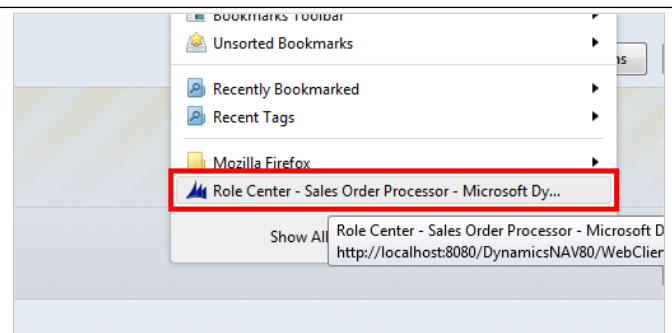 Bookmarks Toolbar
Unsorted Bookmarks
ns
Recently Bookmarked
Recent Tags
Mozilla Firefox
Role Center - Sales Order Processor - Microsoft Dy...
Show All
Role Center - Sales Order Processor - Microsoft D
http://localhost:8080/DynamicsNAV80/WebClien